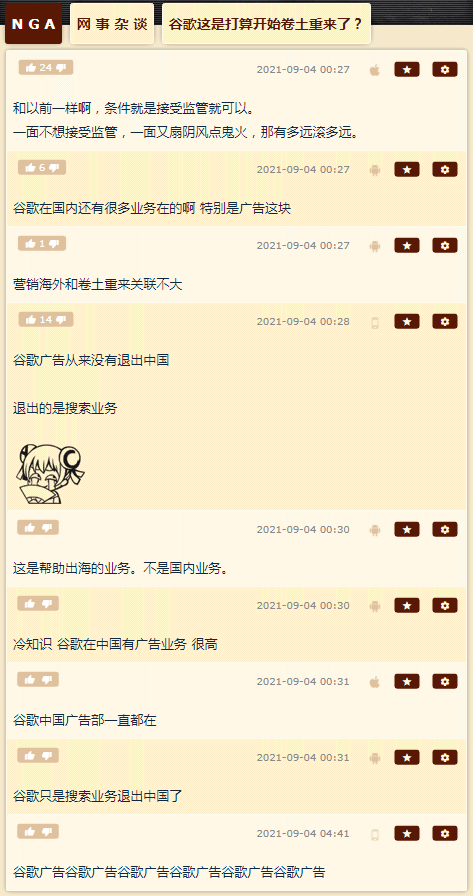 NGA 网事杂谈 谷歌这是打算开始卷土重来了？
24 2021-09-04 00:27
和以前一样啊，条件就是接受监管就可以。
一面不想接受监管，一面又扇阴风点鬼火，那有多远滚多远。
6 2021-09-04 00:27
谷歌在国内还有很多业务在的啊 特别是广告这块
1 2021-09-04 00:27
营销海外和卷土重来关联不大
14 2021-09-04 00:28
谷歌广告从来没有退出中国
退出的是搜索业务
2021-09-04 00:30
这是帮助出海的业务。不是国内业务。
2021-09-04 00:30
冷知识 谷歌在中国有广告业务 很高
2021-09-04 00:31
谷歌中国广告部一直都在
2021-09-04 00:31
谷歌只是搜索业务退出中国了
2021-09-04 04:41
谷歌广告谷歌广告谷歌广告谷歌广告谷歌广告谷歌广告